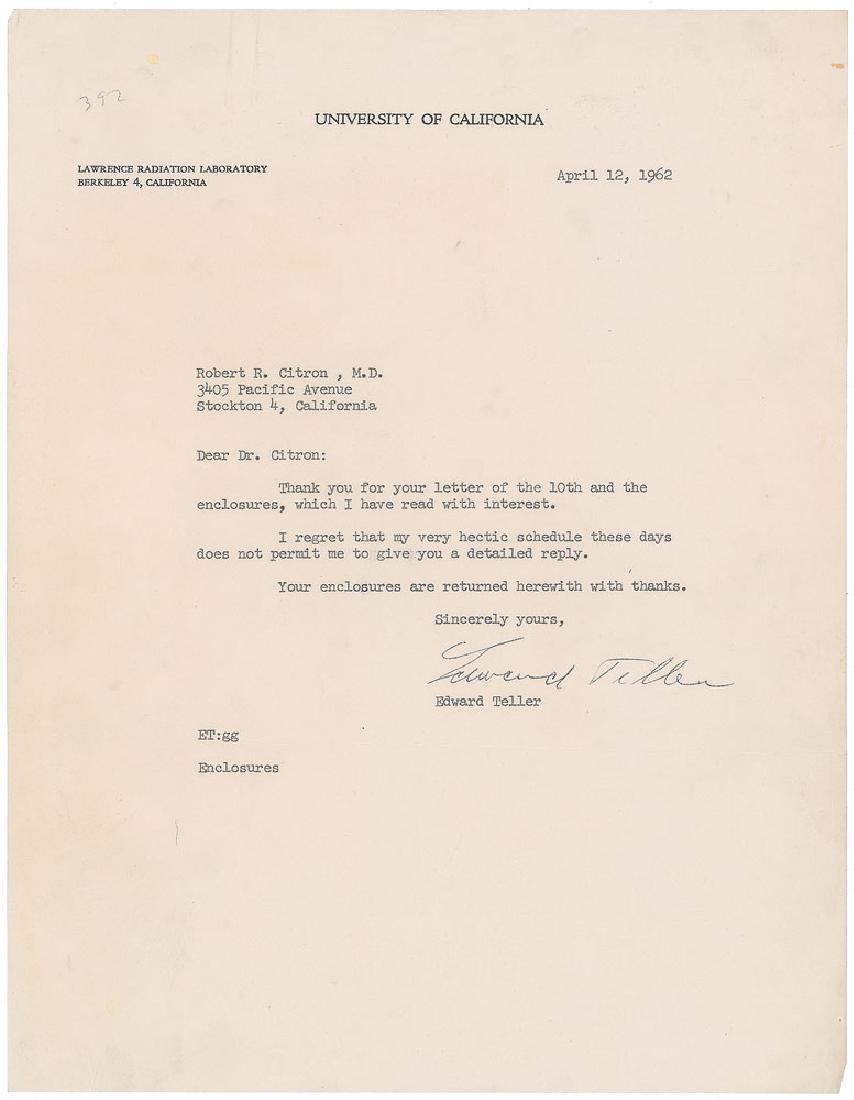 392
UNIVERSITY OF CALIFORNIA
LAWRENCE RADIATION LABORATORY
BERKELEY 4, CALIFORNIA
April 12, 1962
Robert R. Citron , M.D.
3405 Pacific Avenue
Stockton 4, California
Dear Dr. Citron:
Thank you for your letter of the 10th and the
enclosures, which I have read with interest.
I regret that my very hectic schedule these days
does not permit me to give you a detailed reply.
Your enclosures are returned herewith with thanks.
Sincerely yours,
Edward Teller
Edward Teller
ET:gg
Enclosures